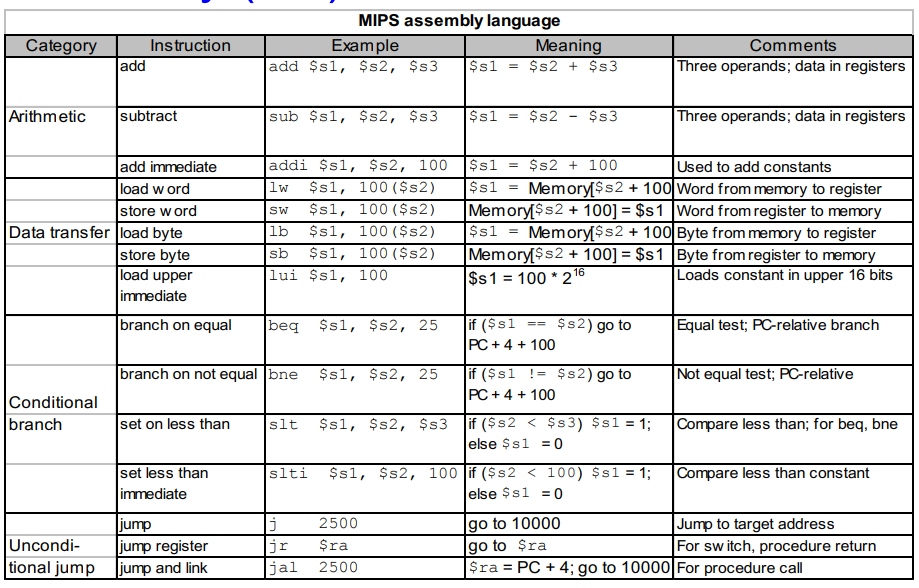 MIPS assembly language
Category Instruction Example Meaning Comments
add add $s1, $s2, $s3 $s1 = $s2 + $s3 Three operands; data in registers
Arithmetic subtract sub $s1, $s2, $s3 $s1 = $s2 - $s3 Three operands; data in registers
add immediate addi $s1, $s2, 100 $s1 = $s2 + 100 Used to add constants
load word lw $s1, 100($s2) $s1 = Memory[$s2 + 100 Word from memory to register
store word sw $s1, 100($s2) Memory[$s2 + 100] = $s1 Word from register to memory
Data transfer load byte lb $s1, 100($s2) $s1 = Memory[$s2 + 100 Byte from memory to register
store byte sb $s1, 100($s2) Memory[$s2 + 100] = $s1 Byte from register to memory
load upper lui $s1, 100 $s1 = 100 * 2^16 Loads constant in upper 16 bits
immediate
branch on equal beq $s1, $s2, 25 if ($s1 == $s2) go to Equal test; PC-relative branch
PC + 4 + 100
branch on not equal bne $s1, $s2, 25 if ($s1 != $s2) go to Not equal test; PC-relative
PC + 4 + 100
Conditional
branch set on less than slt $s1, $s2, $s3 if ($s2 < $s3) $s1 = 1; Compare less than; for beq, bne
else $s1 = 0
set less than slti $s1, $s2, 100 if ($s2 < 100) $s1 = 1; Compare less than constant
immediate else $s1 = 0
jump j 2500 go to 10000 Jump to target address
Uncondi- jump register jr $ra go to $ra For switch, procedure return
tional jump jump and link jal 2500 $ra = PC + 4; go to 10000 For procedure call